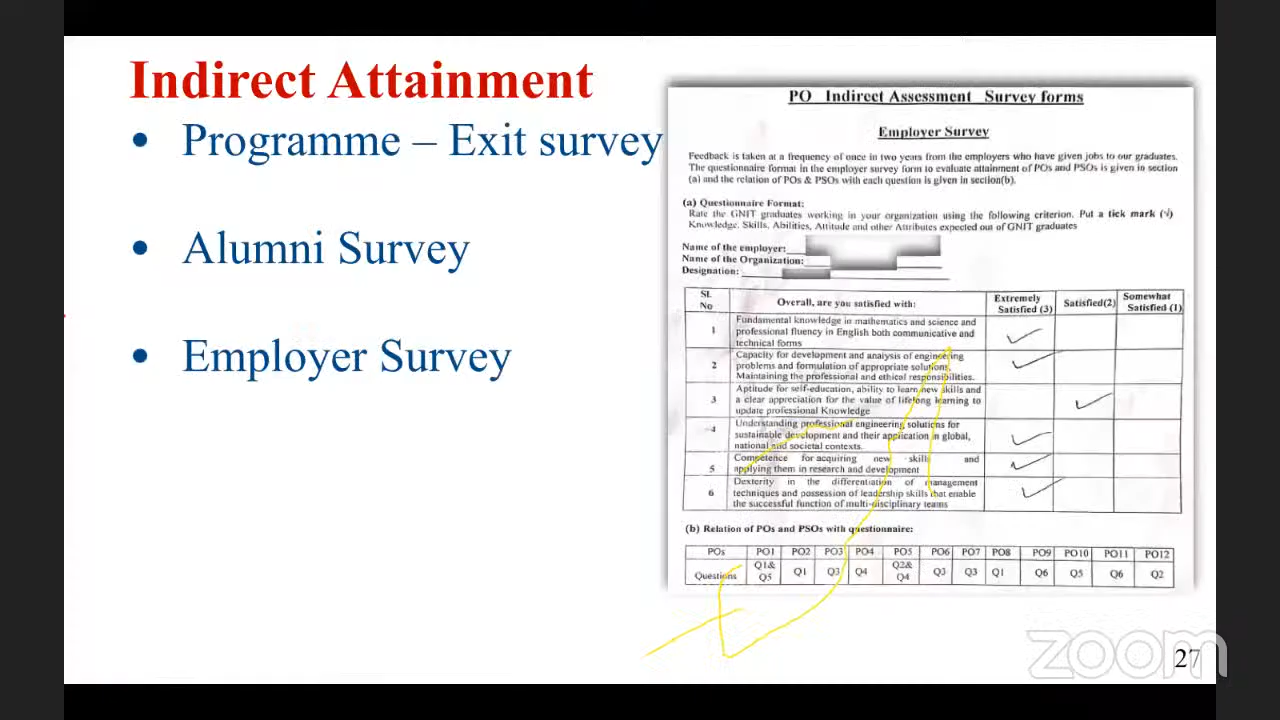 Indirect Attainment
• Programme – Exit survey
• Alumni Survey
• Employer Survey
PO Indirect Assessment Survey forms
Employer Survey
Feedback is taken at a frequency of once in two years from the employers who have given jobs to our graduates.
The questionnaire format in the employer survey form to evaluate attainment of POs and PSOs is given in section
(a) and the relation of POs & PSOs with each question is given in section(b).
(a) Questionnaire Format:
Rate the GNIT graduates working in your organization using the following criterion. Put a tick mark (√)
Knowledge, Skills, Abilities, Attitude and other Attributes expected out of GNIT graduates
Name of the employer:
Name of the Organization:
Designation:
SL No Overall, are you satisfied with: Extremely Satisfied (3) Satisfied(2) Somewhat Satisfied (1)
1 Fundamental knowledge in mathematics and science and
professional fluency in English both communicative and
technical forms
2 Capacity for development and analysis of engineering
problems and formulation of appropriate solutions.
Maintaining the professional and ethical responsibilities.
3 Aptitude for self-education, ability to learn new skills and
a clear appreciation for the value of lifelong learning to
update professional Knowledge
4 Understanding professional engineering solutions for
sustainable development and their application in global,
national and societal contexts.
5 Competence for acquiring new skills and
applying them in research and development
6 Dexterity in the differentiation of management
techniques and possession of leadership skills that enable
the successful function of multi-disciplinary teams
(b) Relation of POs and PSOs with questionnaire:
POs PO1 PO2 PO3 PO4 PO5 PO6 PO7 PO8 PO9 PO10 PO11 PO12
Questions Q1& Q5 Q1 Q3 Q4 Q2& Q4 Q3 Q3 Q1 Q6 Q5 Q6 Q2
zoom
27